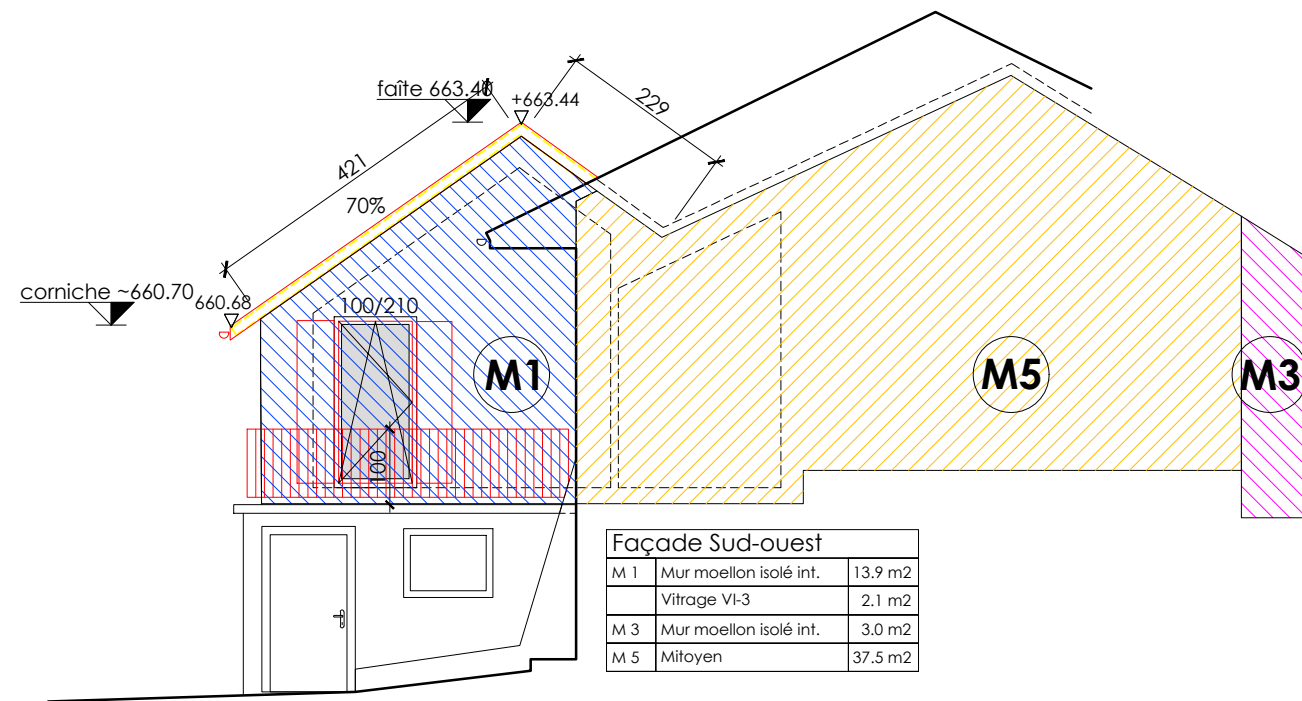 faîte 663.40
+663.44
229
421
70%
corniche ~660.70
660.68
100/210
M1
M5
M3
100
Façade Sud-ouest
M 1 Mur moellon isolé int. 13.9 m2
Vitrage VI-3 2.1 m2
M 3 Mur moellon isolé int. 3.0 m2
M 5 Mitoyen 37.5 m2